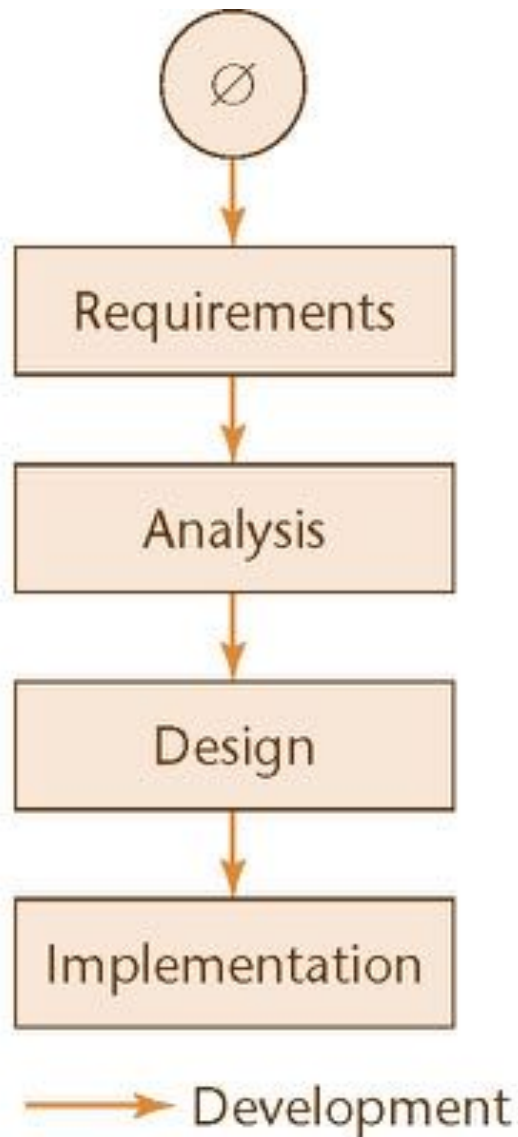 ∅
Requirements
Analysis
Design
Implementation
Development